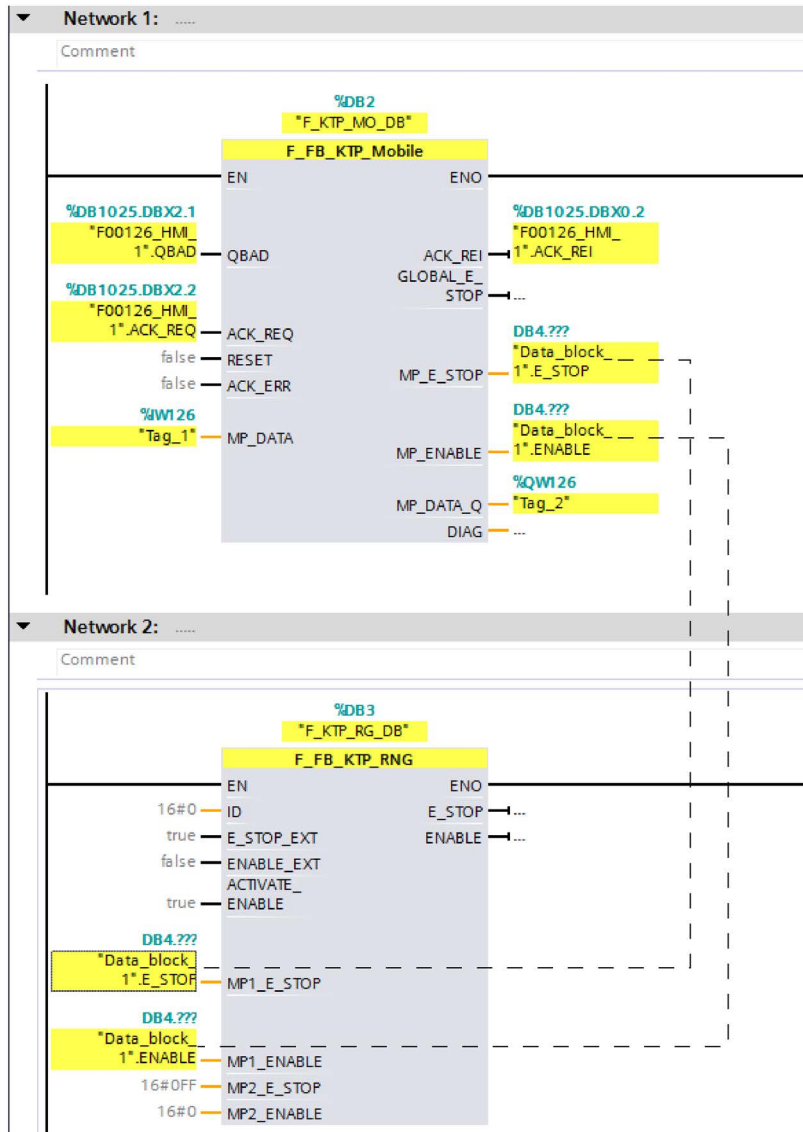 Network 1: .....
Comment
%DB2
"F_KTP_MO_DB"
F_FB_KTP_Mobile
EN
ENO
%DB1025.DBX2.1
"F00126_HMI_
1".QBAD
QBAD
%DB1025.DBX0.2
"F00126_HMI_
1".ACK_REI
ACK_REI
GLOBAL_E_
STOP
...
%DB1025.DBX2.2
"F00126_HMI_
1".ACK_REQ
ACK_REQ
false
RESET
false
ACK_ERR
DB4.???
"Data_block_
1".E_STOP
MP_E_STOP
%IW126
"Tag_1"
MP_DATA
DB4.???
"Data_block_
1".ENABLE
MP_ENABLE
%QW126
MP_DATA_Q
"Tag_2"
DIAG
...
Network 2: .....
Comment
%DB3
"F_KTP_RG_DB"
F_FB_KTP_RNG
EN
ENO
16#0
ID
E_STOP
...
true
E_STOP_EXT
ENABLE
...
false
ENABLE_EXT
ACTIVATE_
true
ENABLE
DB4.???
"Data_block_
1".E_STOP
MP1_E_STOP
DB4.???
"Data_block_
1".ENABLE
MP1_ENABLE
16#0FF
MP2_E_STOP
16#0
MP2_ENABLE